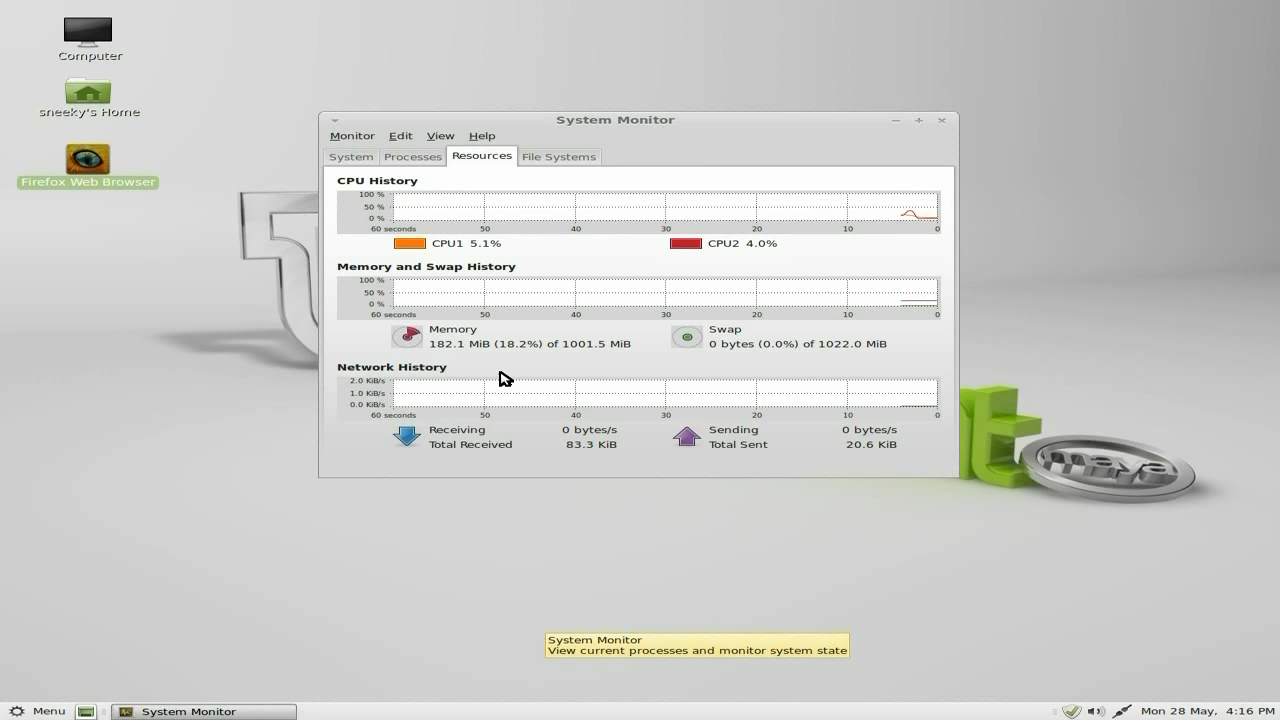 Computer
sneeky's Home
Firefox Web Browser
System Monitor
Monitor Edit View Help
System Processes Resources File Systems
CPU History
100 %
50 %
0 %
60 seconds 50 40 30 20 10 0
CPU1 5.1% CPU2 4.0%
Memory and Swap History
100 %
50 %
0 %
60 seconds 50 40 30 20 10 0
Memory Swap
182.1 MiB (18.2%) of 1001.5 MiB 0 bytes (0.0%) of 1022.0 MiB
Network History
2.0 KiB/s
1.0 KiB/s
0.0 KiB/s
60 seconds 50 40 30 20 10 0
Receiving 0 bytes/s Sending 0 bytes/s
Total Received 83.3 KiB Total Sent 20.6 KiB
t maya
System Monitor
View current processes and monitor system state
Menu System Monitor Mon 28 May, 4:16 PM